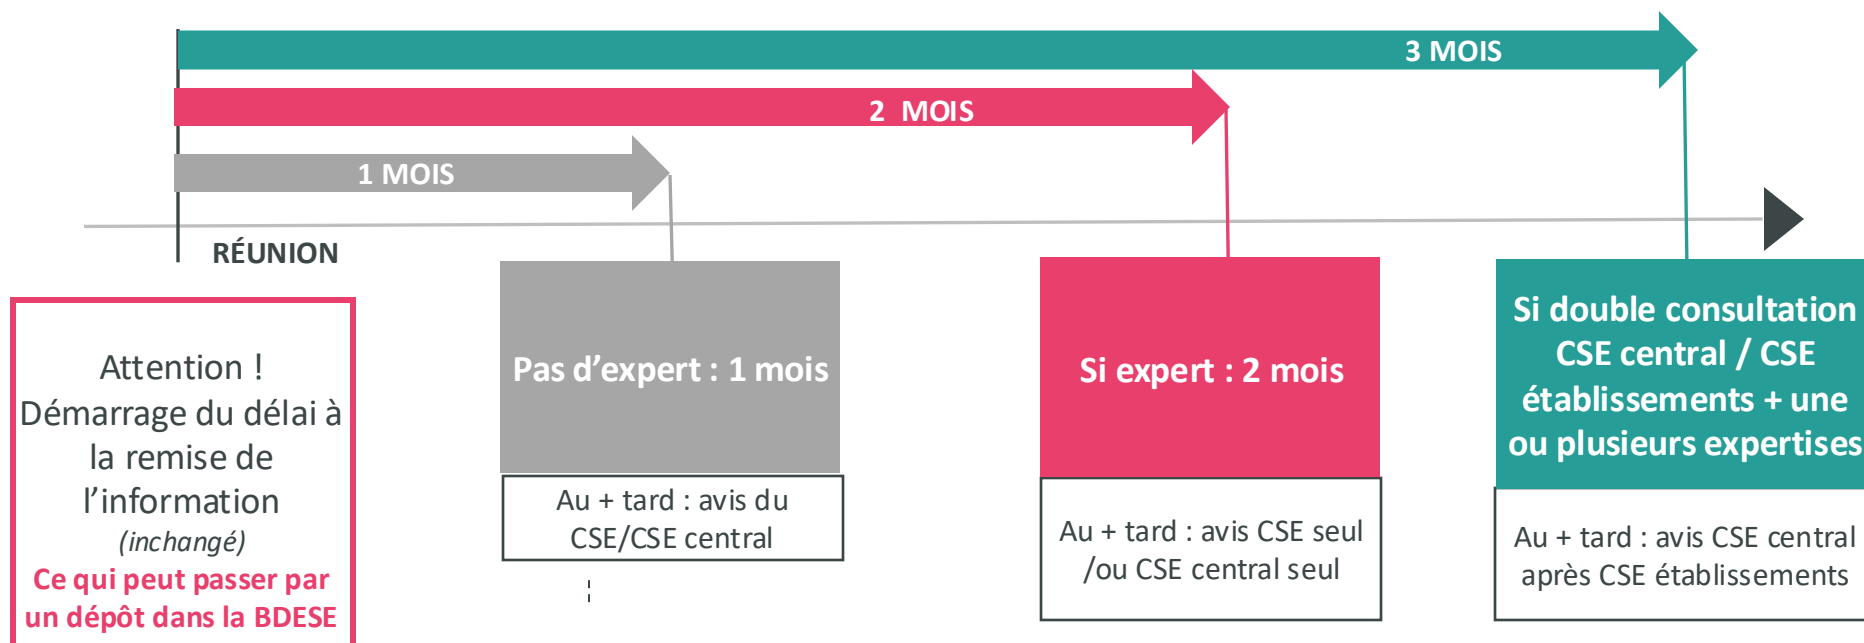 3 MOIS
2 MOIS
1 MOIS
RÉUNION
Attention !
Démarrage du délai à
la remise de
l’information
(inchangé)
Ce qui peut passer par
un dépôt dans la BDESE
Pas d’expert : 1 mois
Au + tard : avis du
CSE/CSE central
Si expert : 2 mois
Au + tard : avis CSE seul
/ou CSE central seul
Si double consultation
CSE central / CSE
établissements + une
ou plusieurs expertises
Au + tard : avis CSE central
après CSE établissements